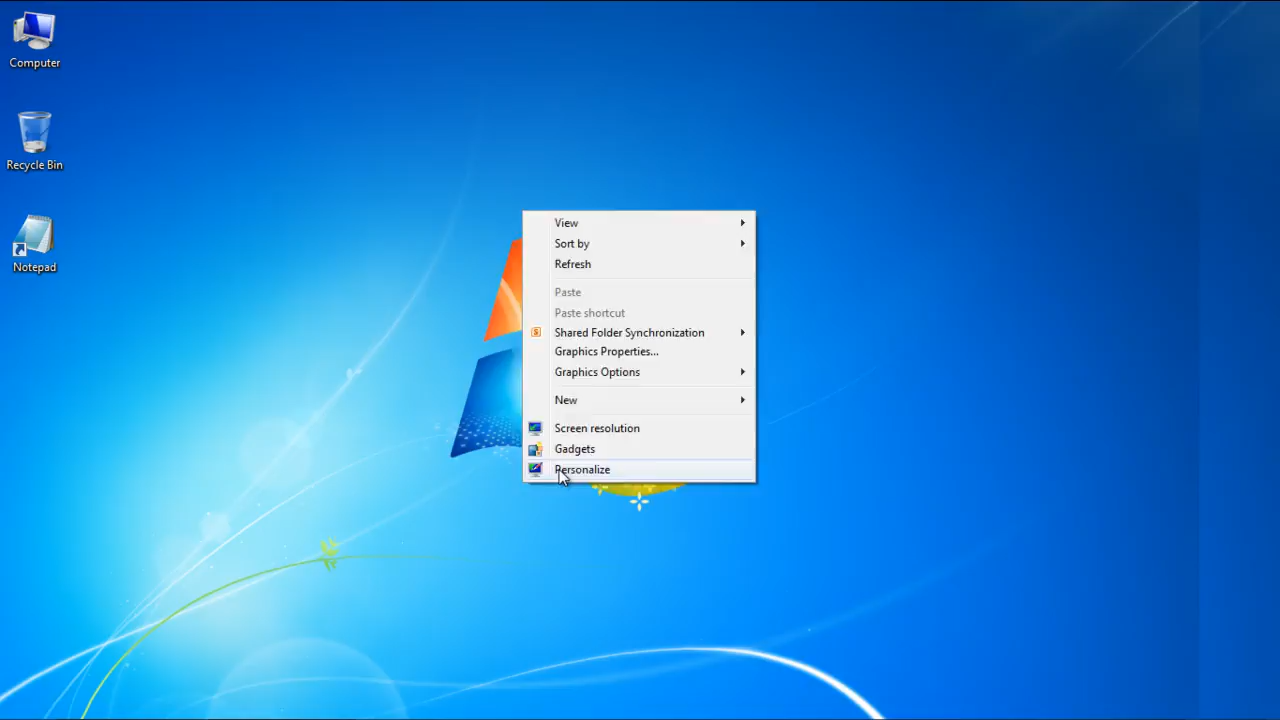 Computer
Recycle Bin
Notepad
View
Sort by
Refresh
Paste
Paste shortcut
Shared Folder Synchronization
Graphics Properties...
Graphics Options
New
Screen resolution
Gadgets
Personalize